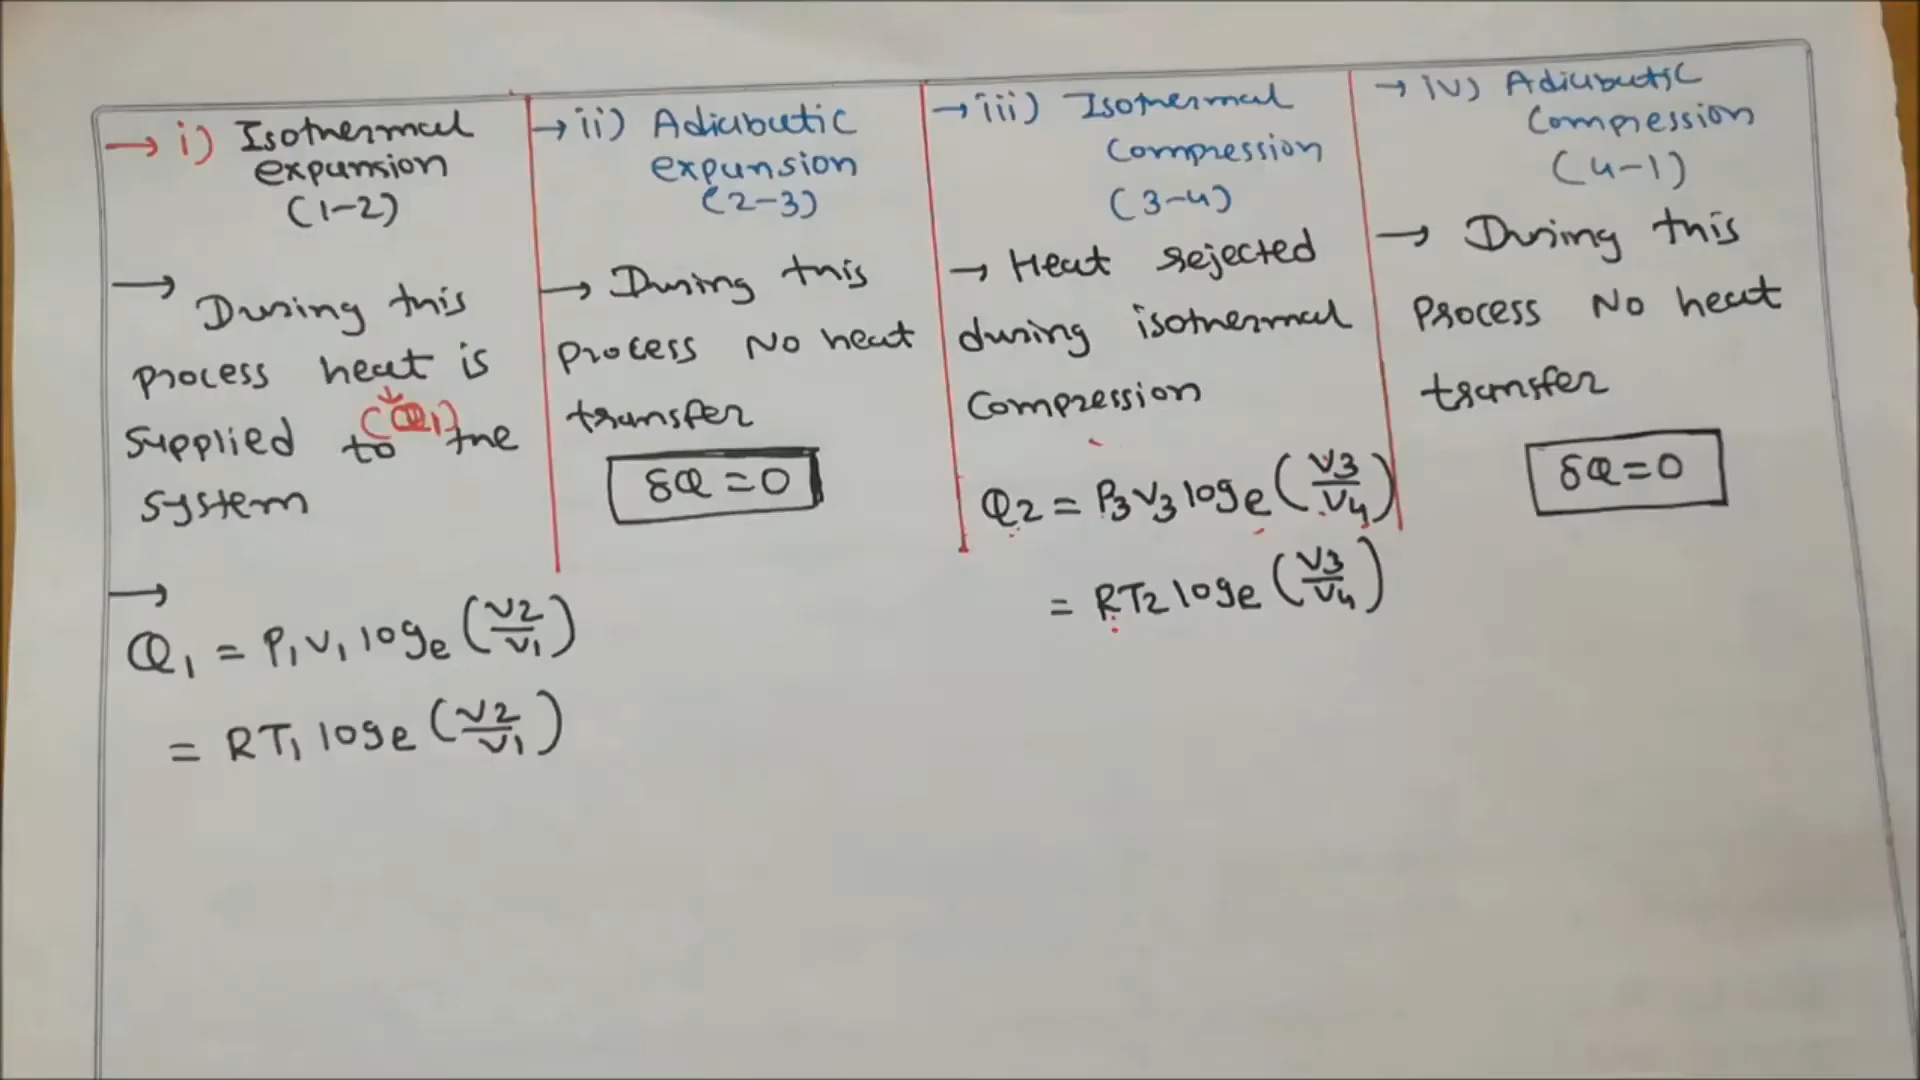 → i) Isothermal
expansion
(1-2)
→ During this
process heat is
(Q1)
supplied to the
system
→
Q1 = P1V1 loge (V2/V1)
= RT1 loge (V2/V1)
→ ii) Adiabatic
expansion
(2-3)
→ During this
process No heat
transfer
δQ = 0
→ iii) Isothermal
Compression
(3-4)
→ Heat rejected
during isothermal
Compression
Q2 = P3V3 loge (V3/V4)
= RT2 loge (V3/V4)
→ iv) Adiabatic
Compression
(4-1)
→ During this
Process No heat
transfer
δQ = 0